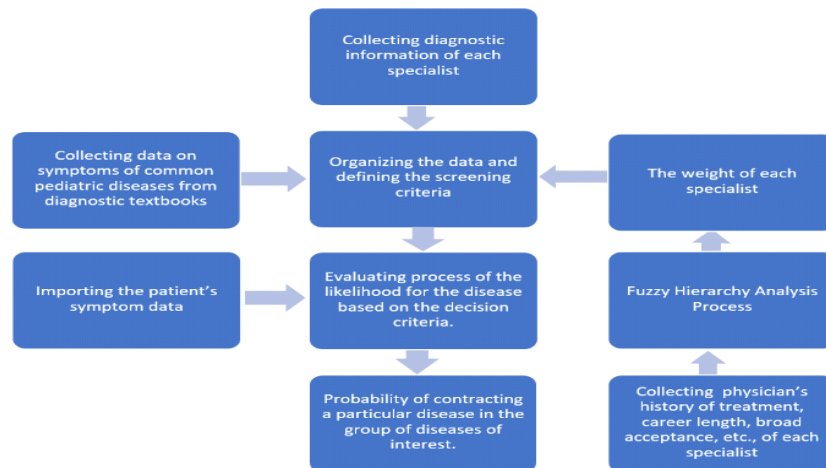 Collecting diagnostic
information of each
specialist
Collecting data on
symptoms of common
pediatric diseases from
diagnostic textbooks
Organizing the data and
defining the screening
criteria
The weight of each
specialist
Importing the patient's
symptom data
Evaluating process of the
likelihood for the disease
based on the decision
criteria.
Fuzzy Hierarchy Analysis
Process
Probability of contracting
a particular disease in the
group of diseases of
interest.
Collecting physician's
history of treatment,
career length, broad
acceptance, etc., of each
specialist